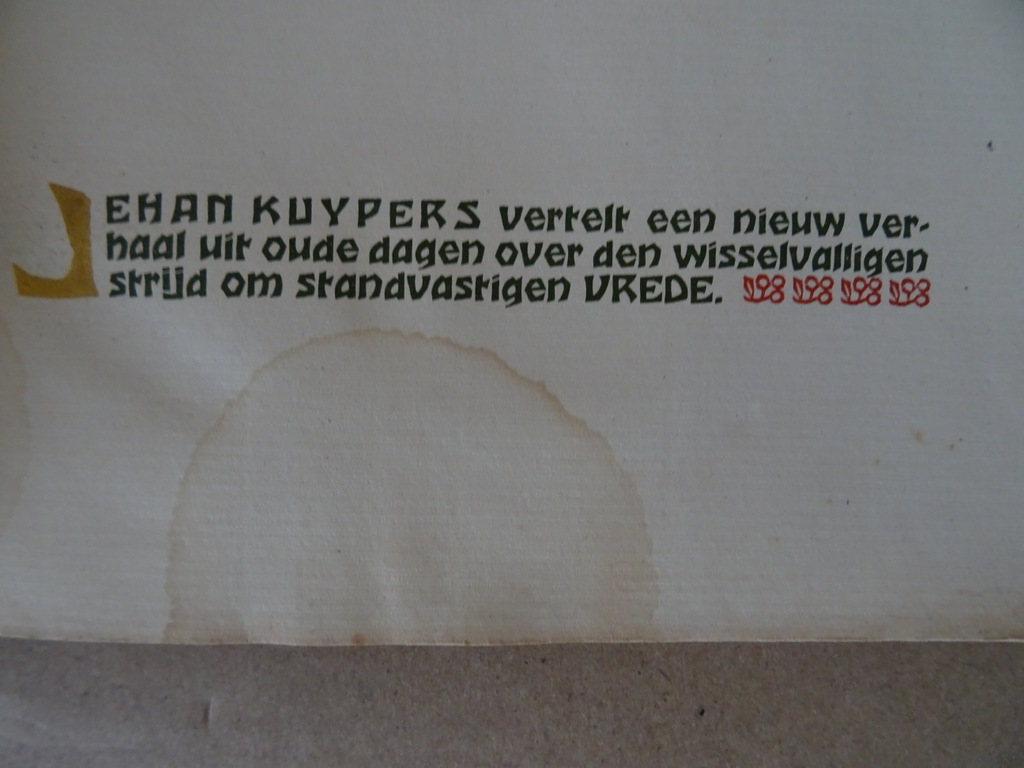 JEHAN KUYPERS vertelt een nieuw ver-
haal uit oude dagen over den wisselvalligen
strijd om standvastigen VREDE.